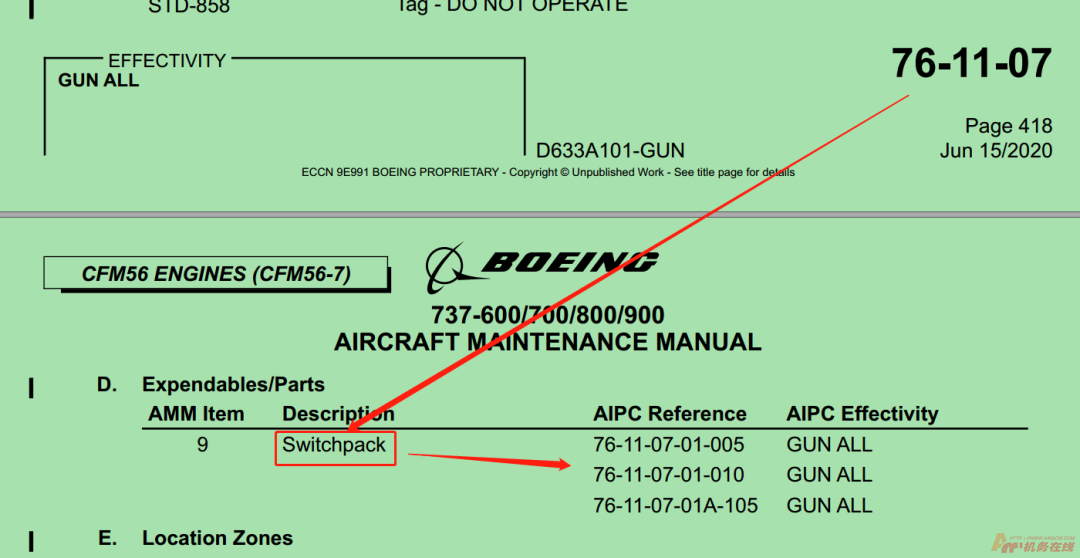 STD-858 Tag - DO NOT OPERATE
EFFECTIVITY
GUN ALL
76-11-07
Page 418
D633A101-GUN
Jun 15/2020
ECCN 9E991 BOEING PROPRIETARY - Copyright © Unpublished Work - See title page for details
CFM56 ENGINES (CFM56-7)
BOEING
737-600/700/800/900
AIRCRAFT MAINTENANCE MANUAL
D. Expendables/Parts
AMM Item Description AIPC Reference AIPC Effectivity
9 Switchpack 76-11-07-01-005 GUN ALL
76-11-07-01-010 GUN ALL
76-11-07-01A-105 GUN ALL
E. Location Zones
机务在线